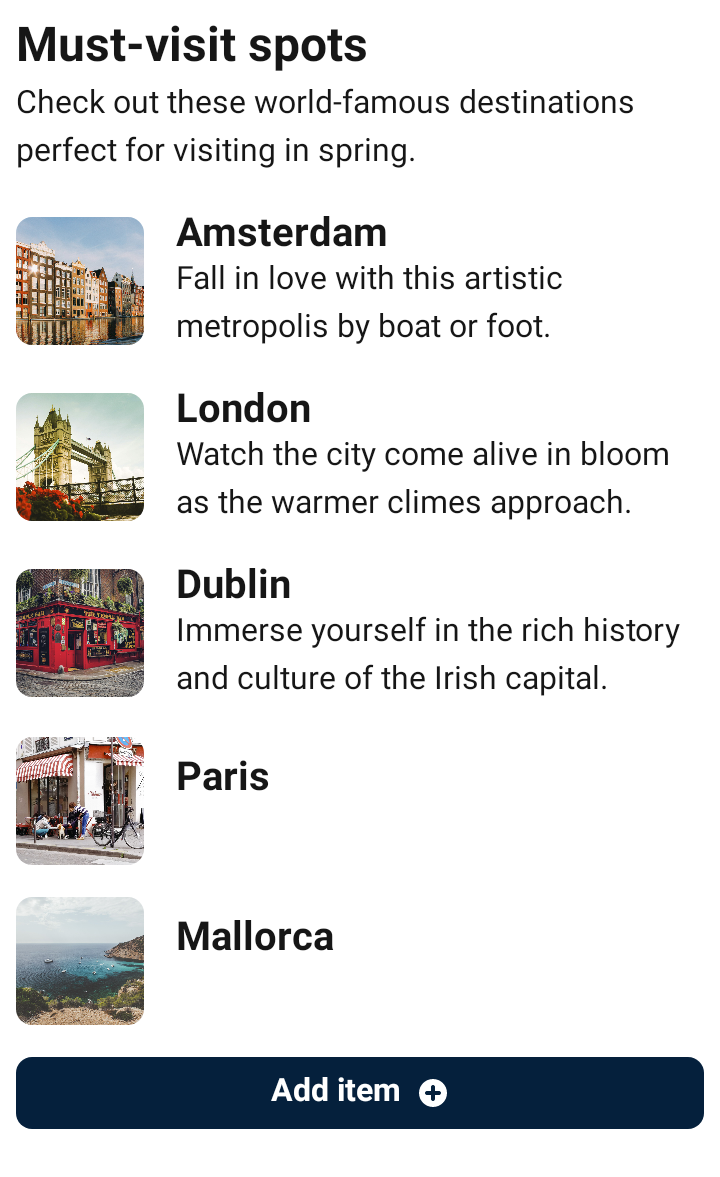 Must-visit spots
Check out these world-famous destinations
perfect for visiting in spring.
Amsterdam
Fall in love with this artistic
metropolis by boat or foot.
London
Watch the city come alive in bloom
as the warmer climes approach.
Dublin
Immerse yourself in the rich history
and culture of the Irish capital.
Paris
Mallorca
Add item